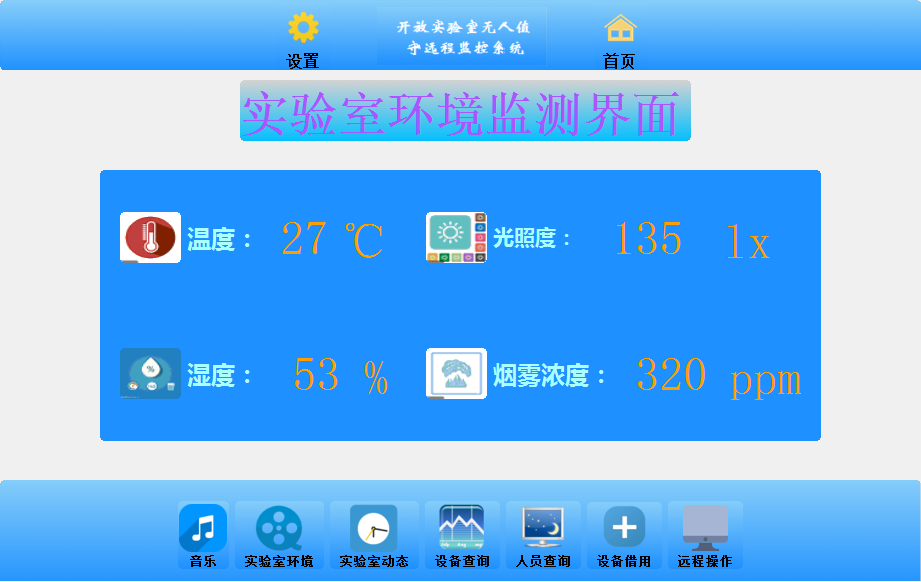 开放实验室无人值
守远程监控系统
设置
首页
实验室环境监测界面
温度： 27 ℃
光照度： 135 lx
湿度： 53 %
烟雾浓度： 320 ppm
音乐
实验室环境
实验室动态
设备查询
人员查询
设备借用
远程操作